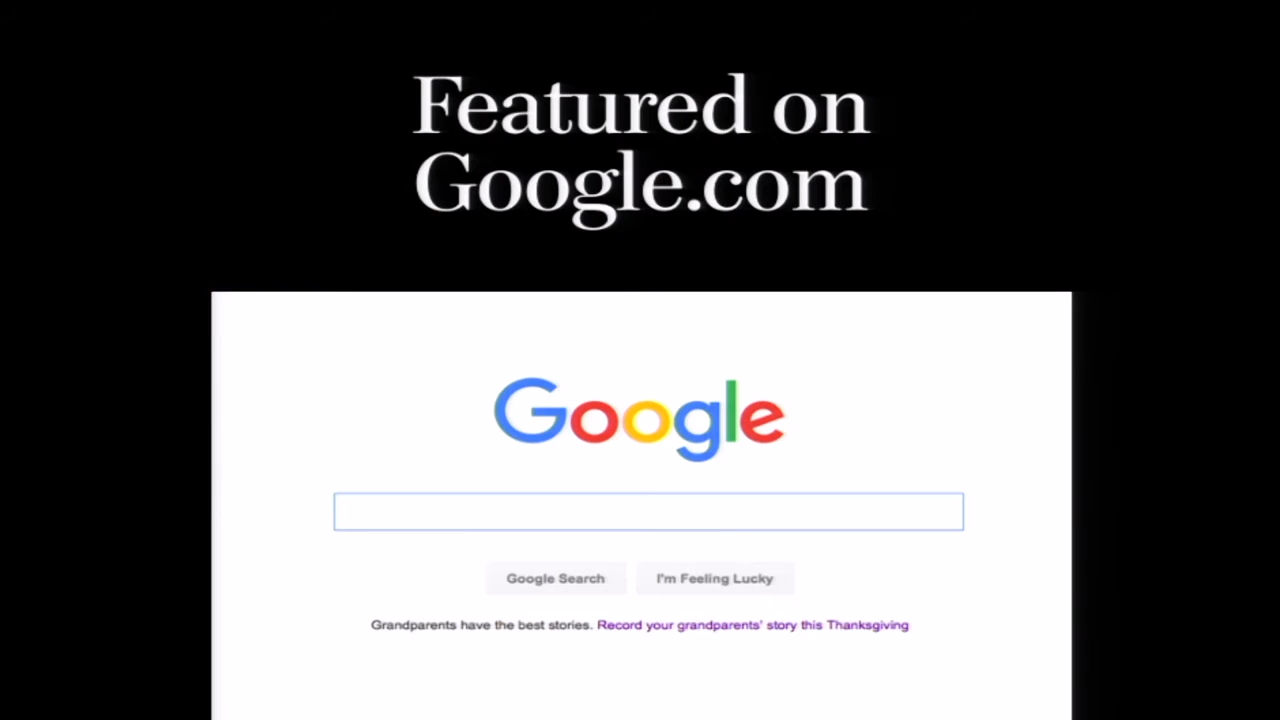 Featured on
Google.com
Google
Google Search
I'm Feeling Lucky
Grandparents have the best stories. Record your grandparents' story this Thanksgiving